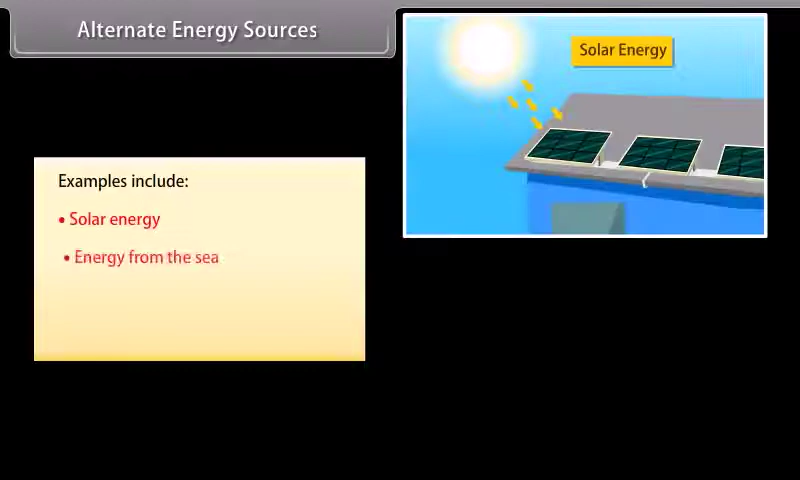 Alternate Energy Sources
Solar Energy
Examples include:
• Solar energy
• Energy from the sea